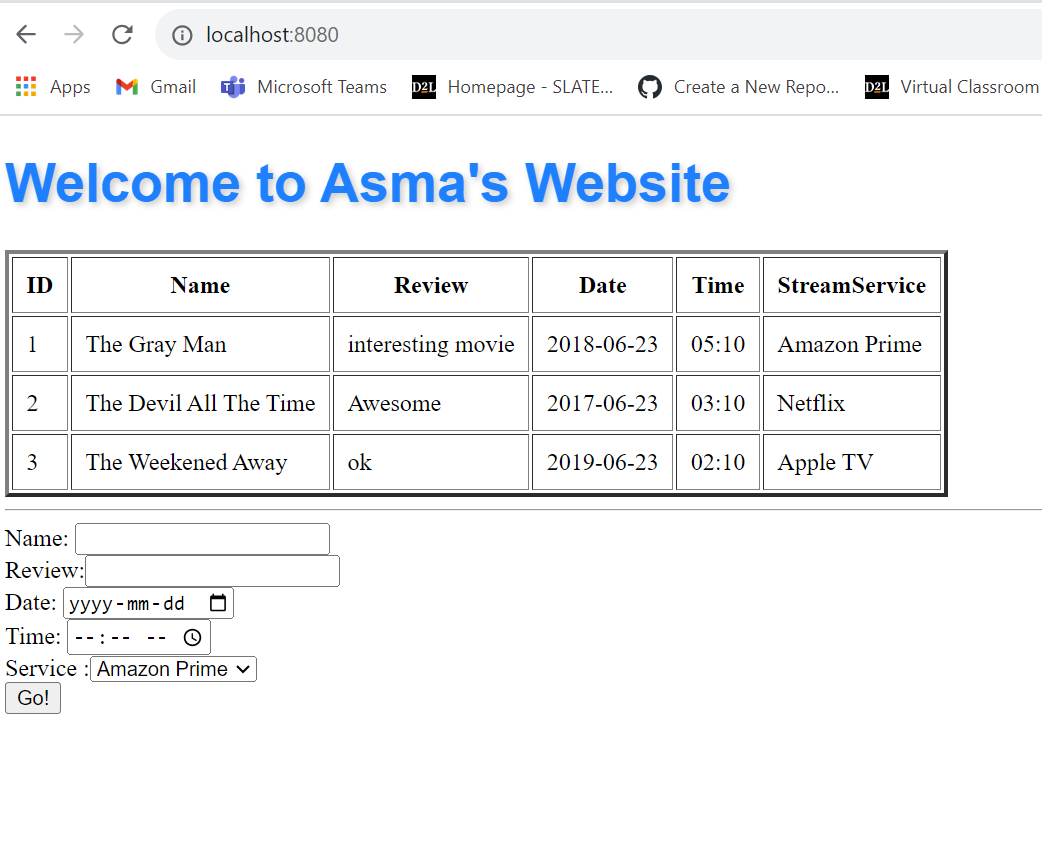 localhost:8080
Apps Gmail Microsoft Teams D2L Homepage - SLATE... Create a New Repo... D2L Virtual Classroom
Welcome to Asma's Website
ID Name Review Date Time StreamService
1 The Gray Man interesting movie 2018-06-23 05:10 Amazon Prime
2 The Devil All The Time Awesome 2017-06-23 03:10 Netflix
3 The Weekened Away ok 2019-06-23 02:10 Apple TV
Name:
Review:
Date: yyyy-mm-dd
Time: --:-- --
Service :Amazon Prime
Go!